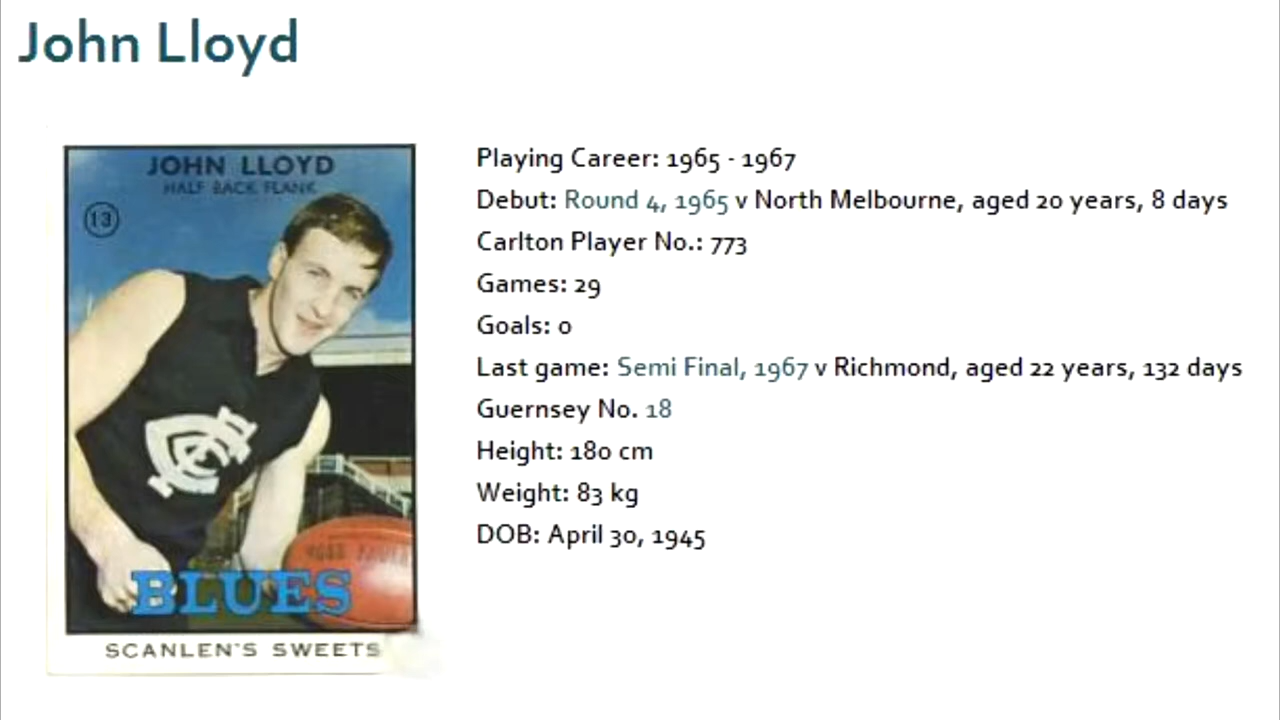 John Lloyd
JOHN LLOYD
HALF BACK FLANK
13
BLUES
SCANLEN'S SWEETS
Playing Career: 1965 - 1967
Debut: Round 4, 1965 v North Melbourne, aged 20 years, 8 days
Carlton Player No.: 773
Games: 29
Goals: 0
Last game: Semi Final, 1967 v Richmond, aged 22 years, 132 days
Guernsey No. 18
Height: 180 cm
Weight: 83 kg
DOB: April 30, 1945